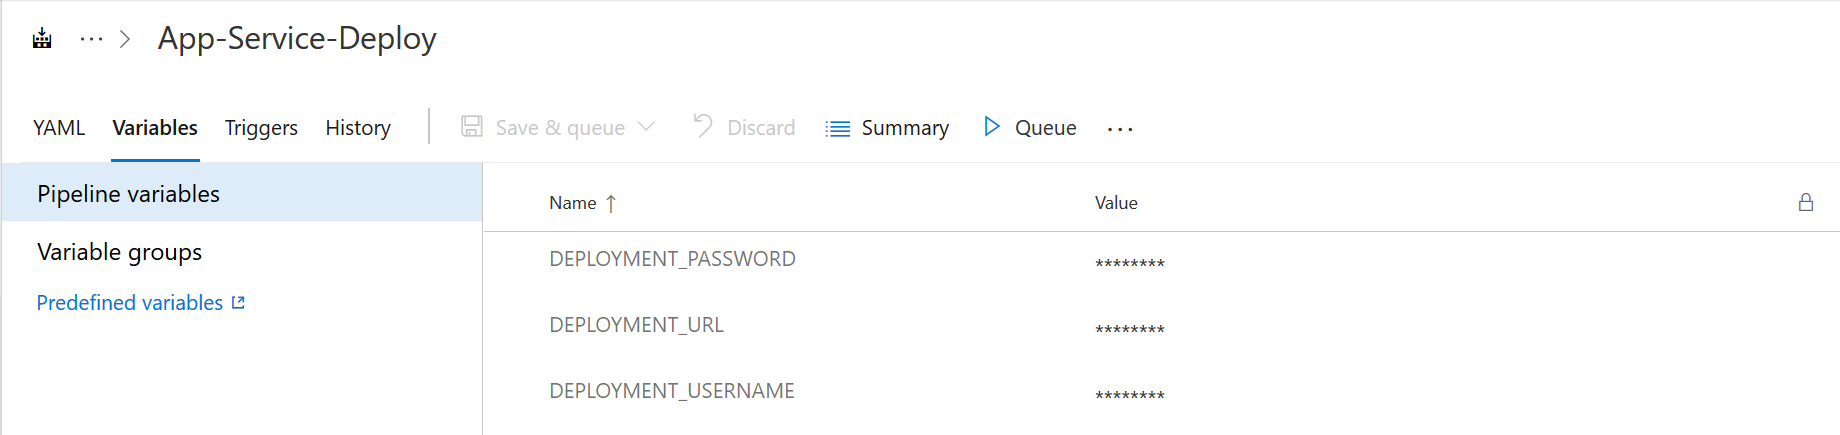 ··· > App-Service-Deploy
YAML Variables Triggers History Save & queue Discard Summary Queue ···
Pipeline variables
Variable groups
Predefined variables
Name ↑ Value
DEPLOYMENT_PASSWORD ********
DEPLOYMENT_URL ********
DEPLOYMENT_USERNAME ********